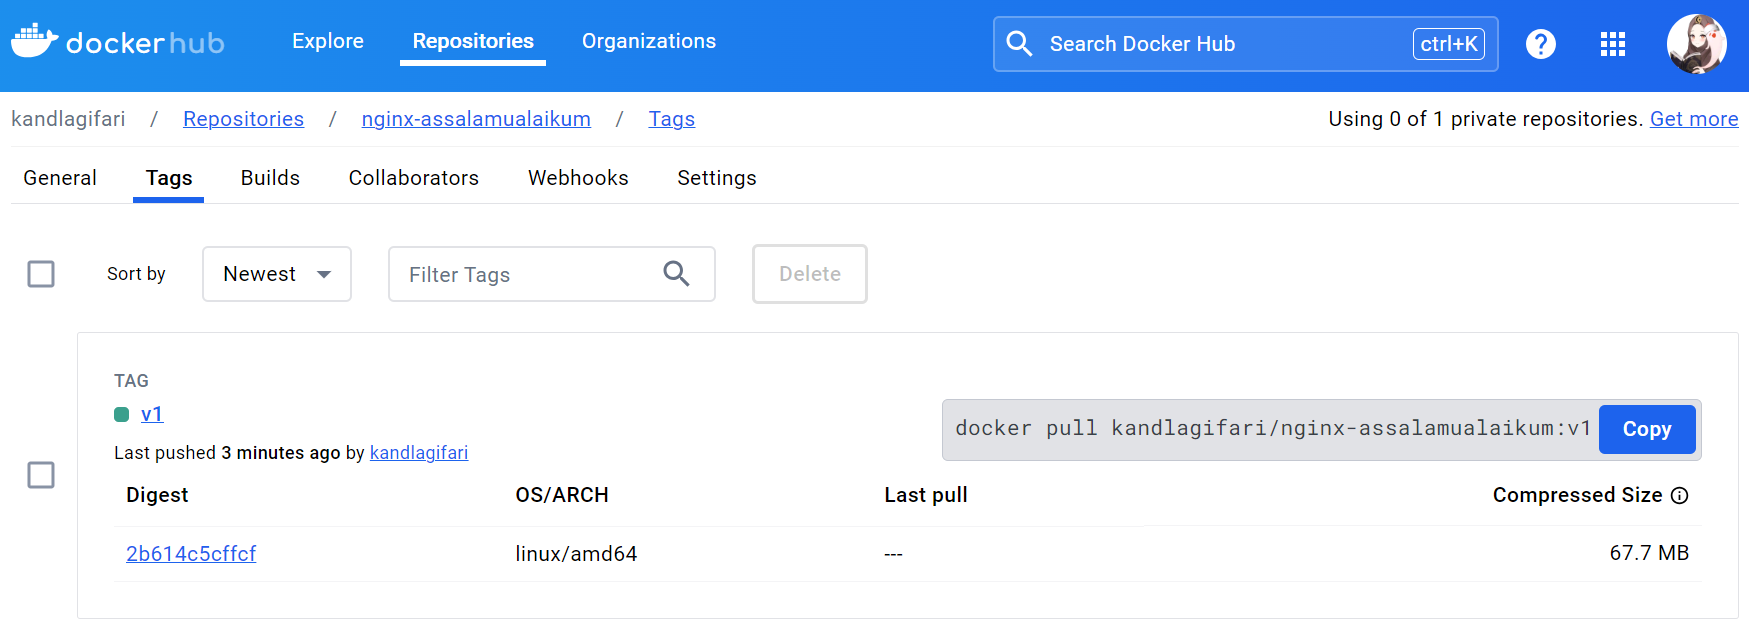 dockerhub Explore Repositories Organizations Search Docker Hub ctrl+K ?
kandlagifari / Repositories / nginx-assalamualaikum / Tags Using 0 of 1 private repositories. Get more
General Tags Builds Collaborators Webhooks Settings
Sort by Newest Filter Tags Delete
TAG
v1
docker pull kandlagifari/nginx-assalamualaikum:v1 Copy
Last pushed 3 minutes ago by kandlagifari
Digest OS/ARCH Last pull Compressed Size
2b614c5cffcf linux/amd64 --- 67.7 MB